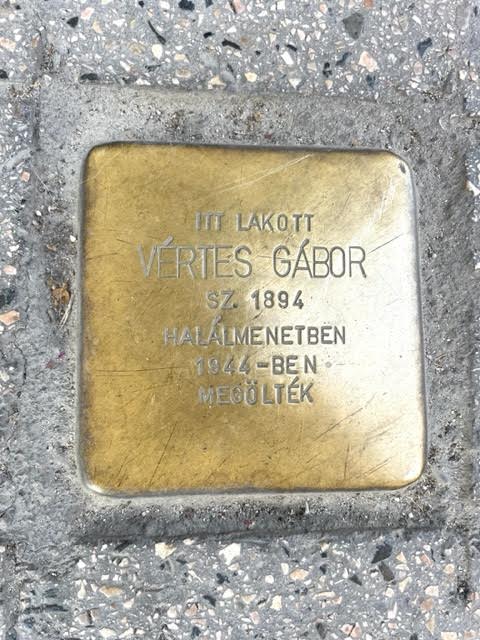 ITT LAKOTT
VÉRTES GÁBOR
SZ. 1894
HALÁLMENETBEN
1944-BEN
MEGÖLTÉK